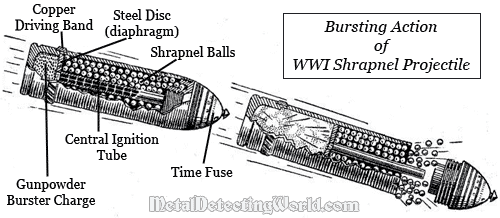 Copper
Driving Band
Steel Disc
(diaphragm)
Shrapnel Balls
Central Ignition
Tube
Time Fuse
Gunpowder
Burster Charge
Bursting Action
of
WWI Shrapnel Projectile
MetalDetectingWorld.com